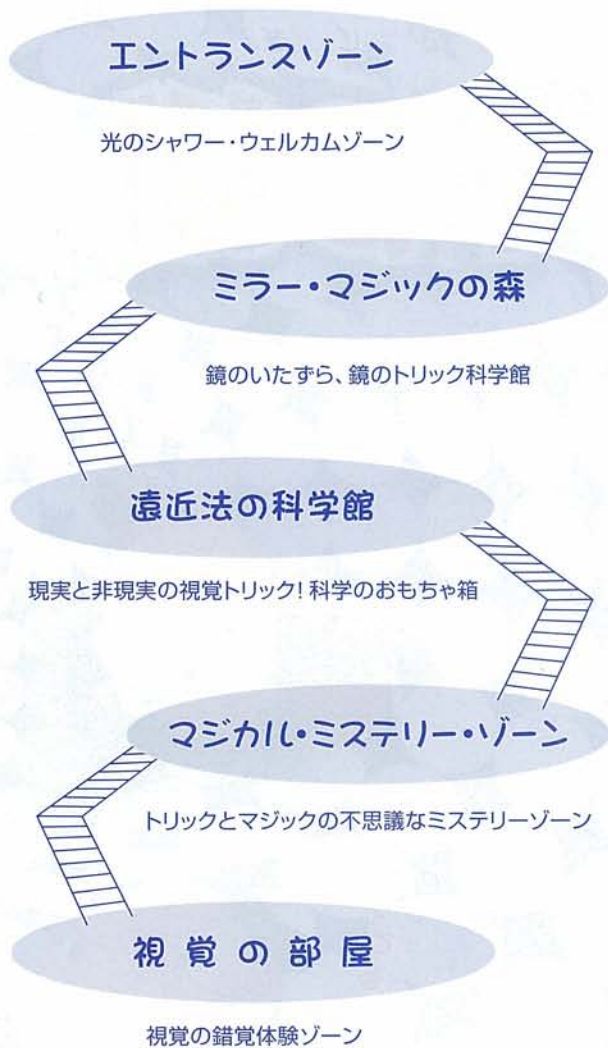 エントランスゾーン
光のシャワー・ウェルカムゾーン
ミラー・マジックの森
鏡のいたずら、鏡のトリック科学館
遠近法の科学館
現実と非現実の視覚トリック!科学のおもちゃ箱
マジカル・ミステリー・ゾーン
トリックとマジックの不思議なミステリーゾーン
視覚の部屋
視覚の錯覚体験ゾーン